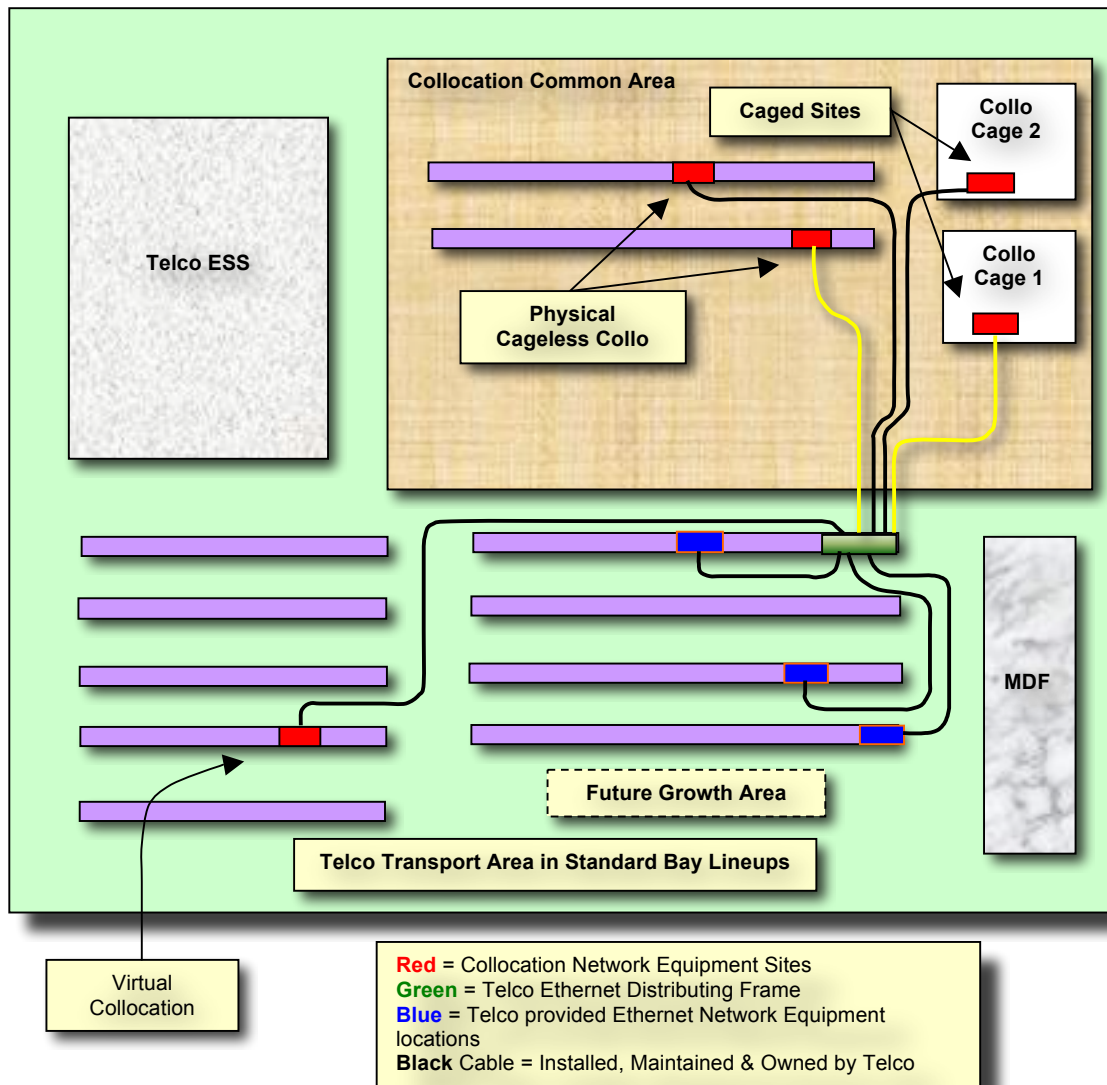 Collocation Common Area
Caged Sites
Collo
Cage 2
Telco ESS
Collo
Cage 1
Physical
Cageless Collo
MDF
Future Growth Area
Telco Transport Area in Standard Bay Lineups
Virtual
Collocation
Red = Collocation Network Equipment Sites
Green = Telco Ethernet Distributing Frame
Blue = Telco provided Ethernet Network Equipment
locations
Black Cable = Installed, Maintained & Owned by Telco